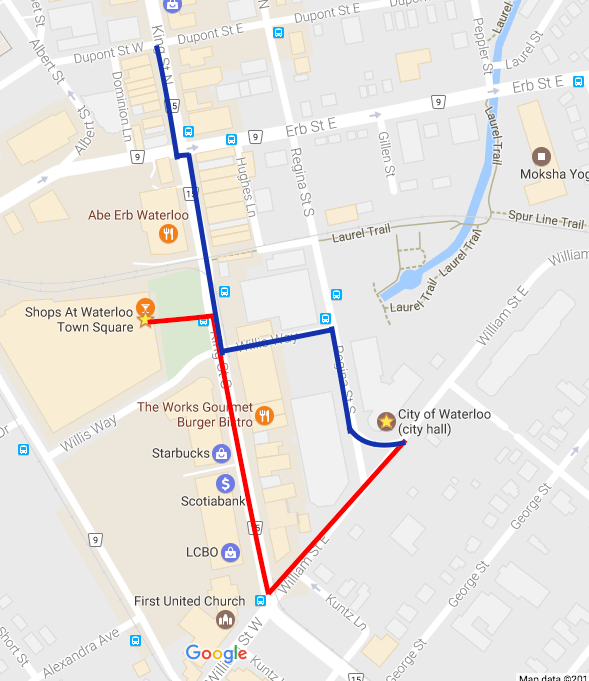 Dupont St W
Dupont St E
King St N
Albert St
Albert St
Dominion Ln
Peppler St
Laurel Trail
Laurel St
15
9
Erb St E
9
9
Hughes Ln
Regina St S
Gillen St
Laurel Trail
Moksha Yog
15
Abe Erb Waterloo
Spur Line Trail
Laurel Trail
Laurel Trail
Laurel Trail
William
William St E
Shops At Waterloo
Town Square
King St S
Willis Way
Regina St S
The Works Gourmet
Burger Bistro
City of Waterloo
(city hall)
Willis Way
Dr
Starbucks
Scotiabank
George St
15
9
LCBO
William St E
George St
First United Church
Kuntz Ln
Short St
Alexandra Ave
Google
William St W
Kuntz Ln
George St
15
Map data ©201